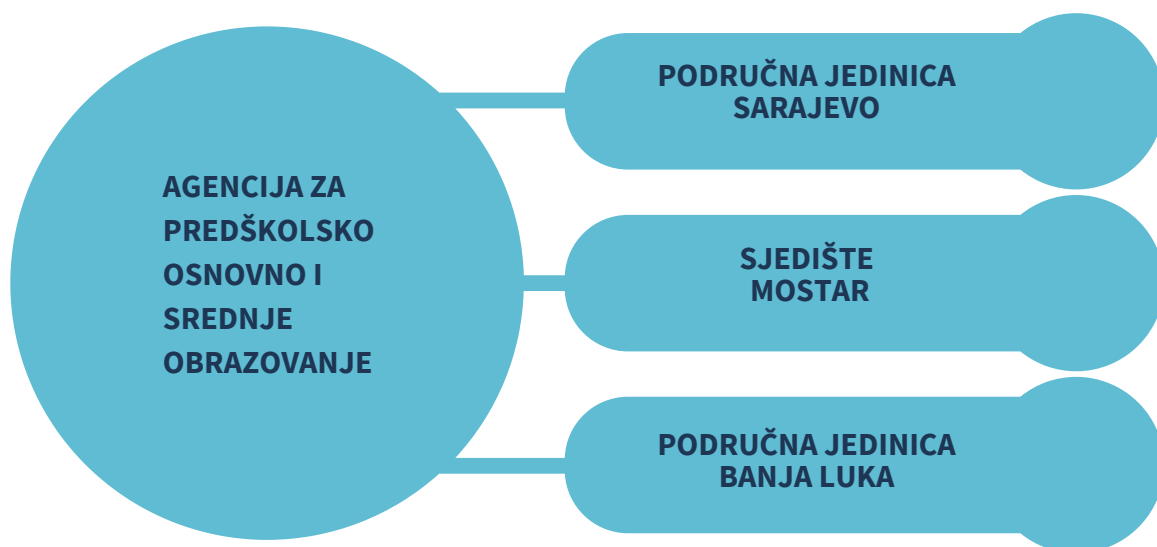 AGENCIJA ZA
PREDŠKOLSKO
OSNOVNO I
SREDNJE
OBRAZOVANJE
PODRUČNA JEDINICA
SARAJEVO
SJEDIŠTE
MOSTAR
PODRUČNA JEDINICA
BANJA LUKA